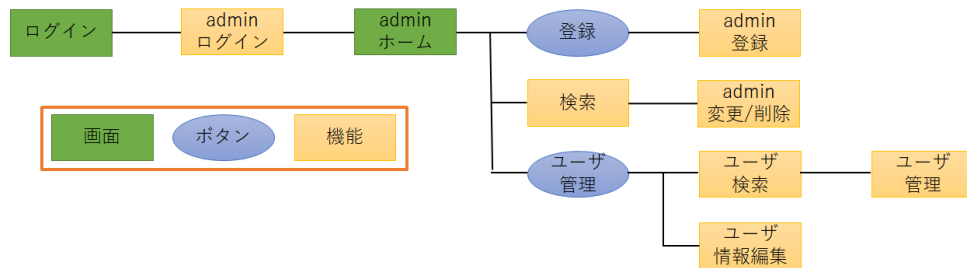 ログイン
admin
ログイン
admin
ホーム
登録
admin
登録
検索
admin
変更/削除
画面
ボタン
機能
ユーザ
管理
ユーザ
検索
ユーザ
管理
ユーザ
情報編集